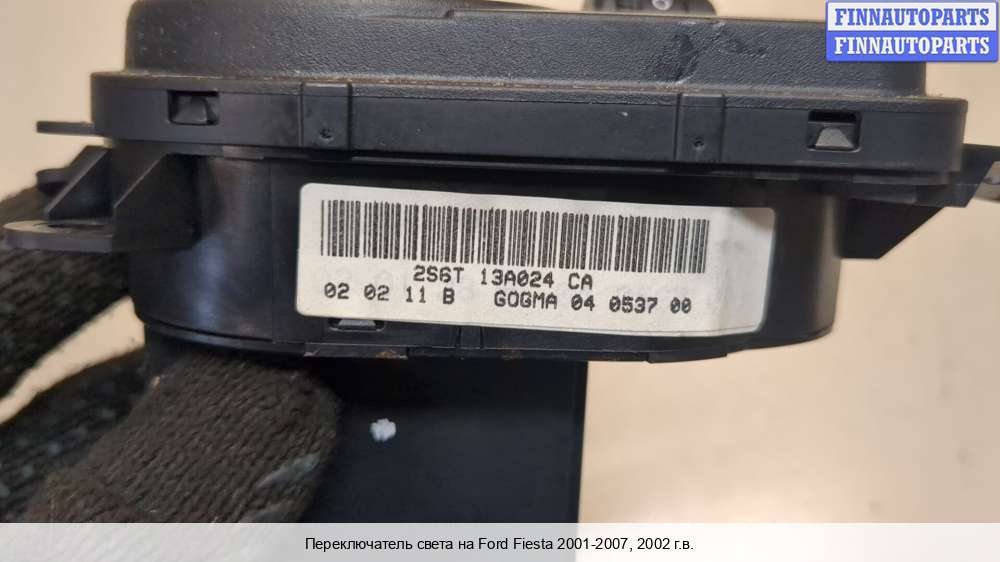 FINNAUTOPARTS
FINNAUTOPARTS
2S6T 13A024 CA
02 02 11 B GOGMA 04 0537 00
Переключатель света на Ford Fiesta 2001-2007, 2002 г.в.